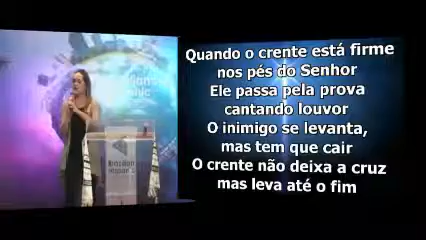 Quando o crente está firme
nos pés do Senhor
Ele passa pela prova
cantando louvor
O inimigo se levanta,
mas tem que cair
O crente não deixa a cruz
mas leva até o fim